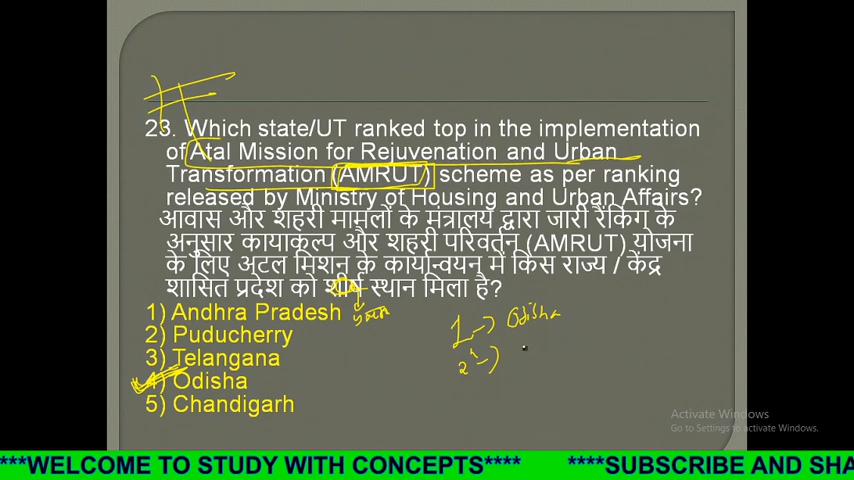 23. Which state/UT ranked top in the implementation
of Atal Mission for Rejuvenation and Urban
Transformation (AMRUT) scheme as per ranking
released by Ministry of Housing and Urban Affairs?
आवास और शहरी मामलों के मंत्रालय द्वारा जारी रैंकिंग के
अनुसार कायाकल्प और शहरी परिवर्तन (AMRUT) योजना
के लिए अटल मिशन के कार्यान्वयन में किस राज्य / केंद्र
शासित प्रदेश को शीर्ष स्थान मिला है?
1) Andhra Pradesh
2) Puducherry
3) Telangana
4) Odisha
5) Chandigarh
1 → Odisha
2 →
Activate Windows
Go to Settings to activate Windows.
***WELCOME TO STUDY WITH CONCEPTS**** ****SUBSCRIBE AND SHA